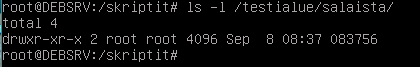 root@DEBSRV:/skriptit# ls -l /testialue/salaista/
total 4
drwxr-xr-x 2 root root 4096 Sep  8 08:37 083756
root@DEBSRV:/skriptit#